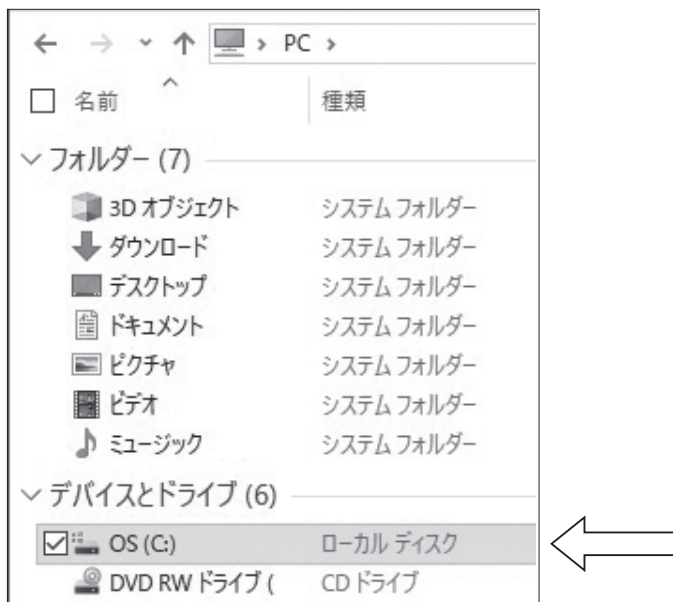 PC
名前 種類
フォルダー (7)
3D オブジェクト システム フォルダー
ダウンロード システム フォルダー
デスクトップ システム フォルダー
ドキュメント システム フォルダー
ピクチャ システム フォルダー
ビデオ システム フォルダー
ミュージック システム フォルダー
デバイスとドライブ (6)
OS (C:) ローカル ディスク
DVD RW ドライブ ( CD ドライブ